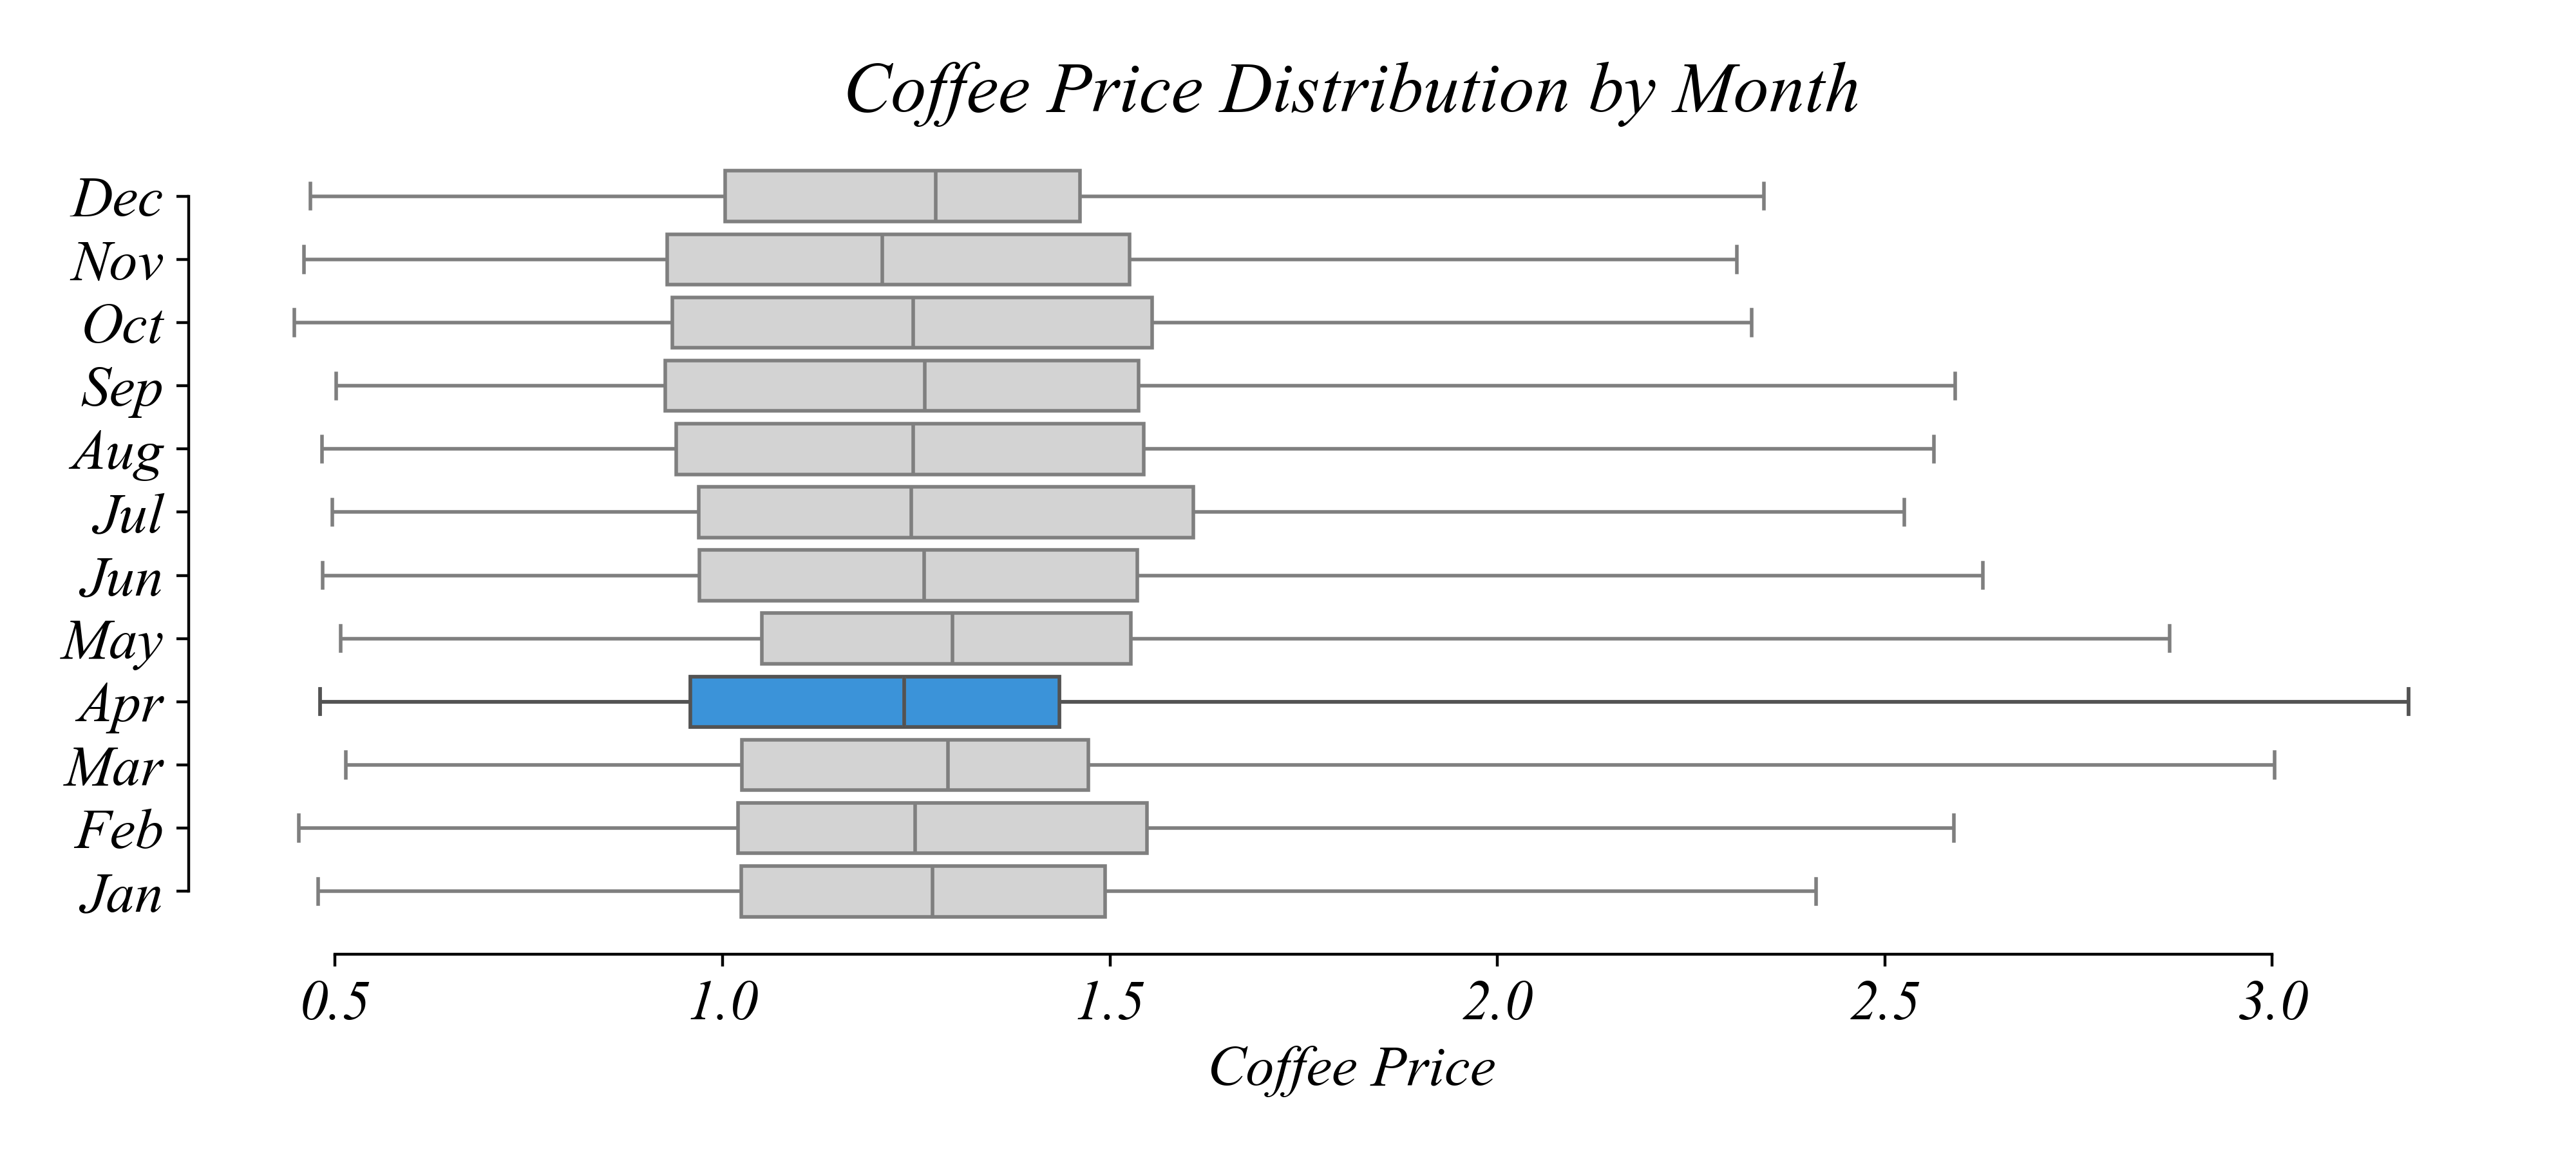 Coffee Price Distribution by Month
Dec
Nov
Oct
Sep
Aug
Jul
Jun
May
Apr
Mar
Feb
Jan
0.5 1.0 1.5 2.0 2.5 3.0
Coffee Price